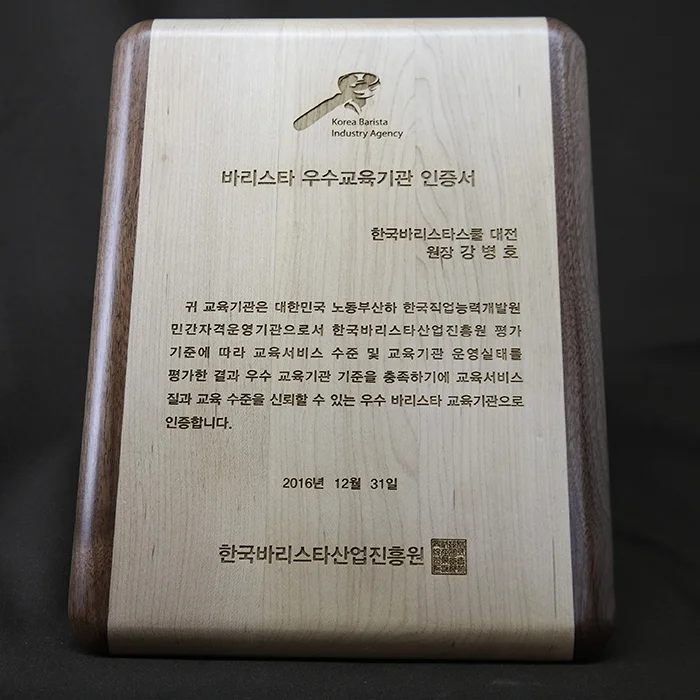 Korea Barista
Industry Agency
바리스타 우수교육기관 인증서
한국바리스타스쿨 대전
원장 강 병 호
귀 교육기관은 대한민국 노동부산하 한국직업능력개발원
민간자격운영기관으로서 한국바리스타산업진흥원 평가
기준에 따라 교육서비스 수준 및 교육기관 운영실태를
평가한 결과 우수 교육기관 기준을 충족하기에 교육서비스
질과 교육 수준을 신뢰할 수 있는 우수 바리스타 교육기관으로
인증합니다.
2016년 12월 31일
한국바리스타산업진흥원